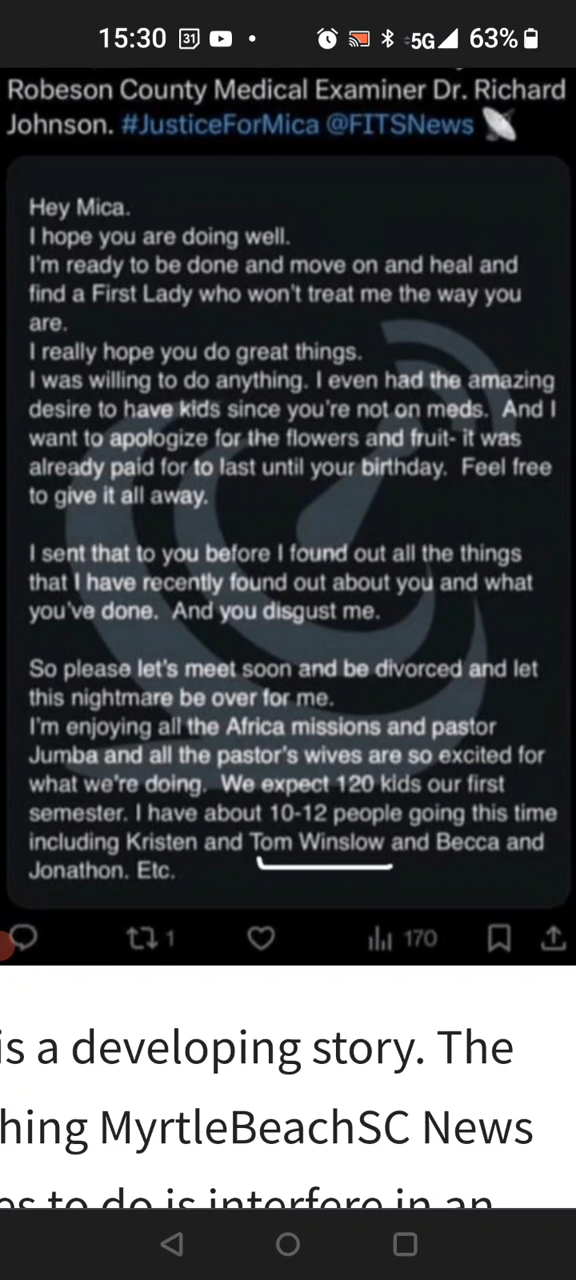 15:30 31 5G 63%
Robeson County Medical Examiner Dr. Richard
Johnson. #JusticeForMica @FITSNews
Hey Mica.
I hope you are doing well.
I'm ready to be done and move on and heal and
find a First Lady who won't treat me the way you
are.
I really hope you do great things.
I was willing to do anything. I even had the amazing
desire to have kids since you're not on meds.  And I
want to apologize for the flowers and fruit- it was
already paid for to last until your birthday.  Feel free
to give it all away.
I sent that to you before I found out all the things
that I have recently found out about you and what
you've done.  And you disgust me.
So please let's meet soon and be divorced and let
this nightmare be over for me.
I'm enjoying all the Africa missions and pastor
Jumba and all the pastor's wives are so excited for
what we're doing.  We expect 120 kids our first
semester. I have about 10-12 people going this time
including Kristen and Tom Winslow and Becca and
Jonathon. Etc.
1 170
is a developing story. The
hing MyrtleBeachSC News
es to do is interfere in an